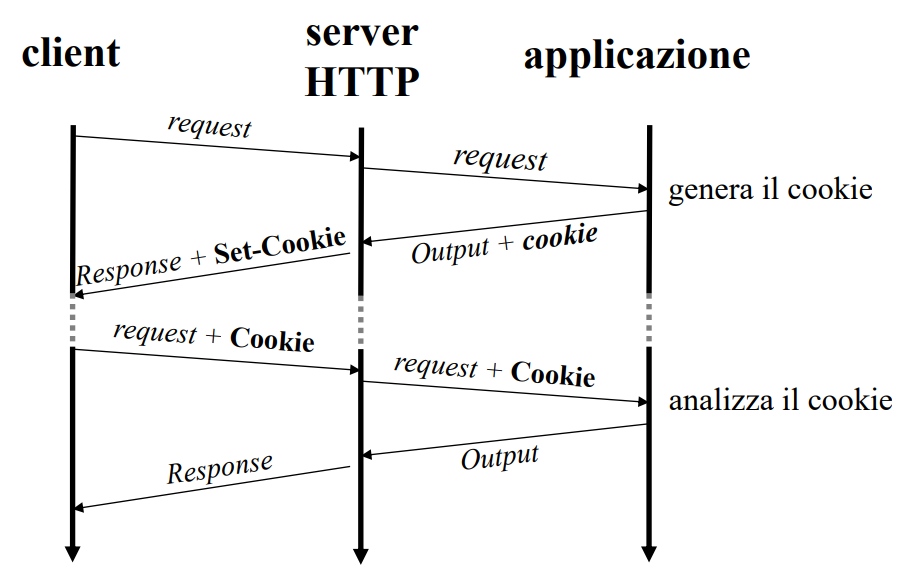 client
server
HTTP
applicazione
request
request
genera il cookie
Output + cookie
Response + Set-Cookie
request + Cookie
request + Cookie
analizza il cookie
Output
Response